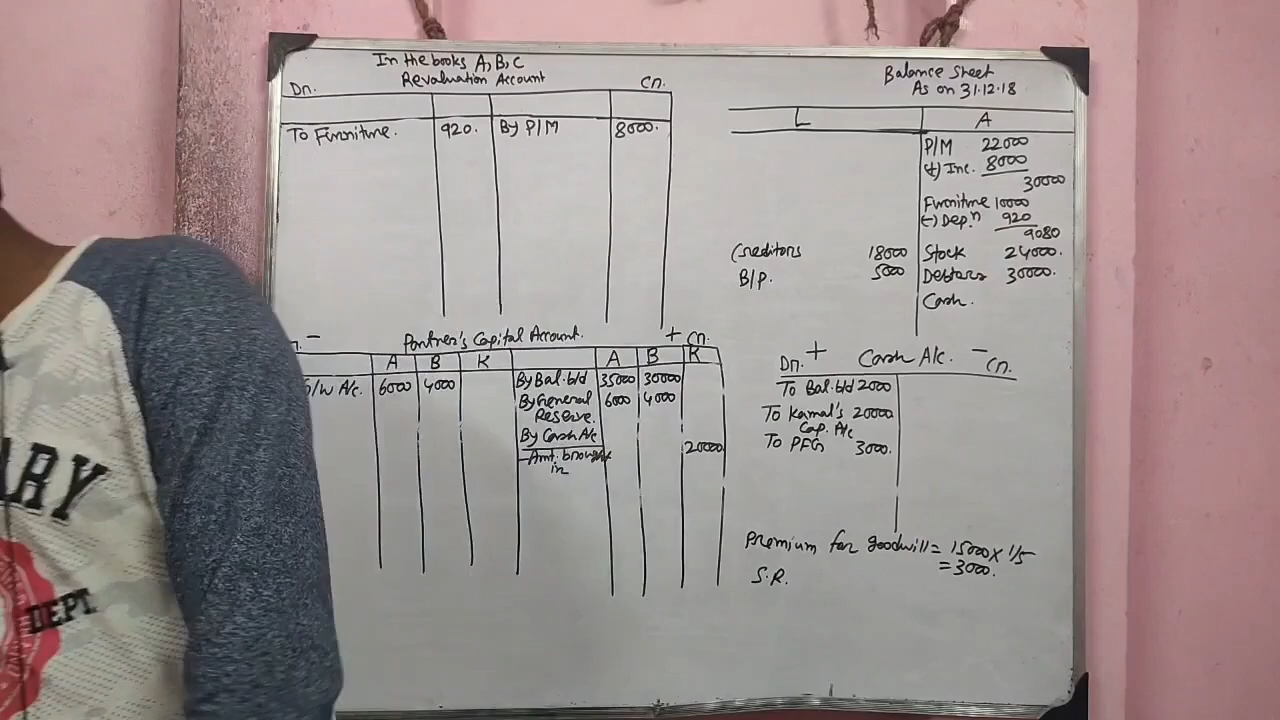 In the books A, B, C
Revaluation Account
Dr. Cr.
To Furniture. 920. By P/M 8000.
Balance Sheet
As on 31.12.18
L A
P/M 22000
(+) Inc. 8000
30000
Furniture 10000
(-) Dep.n 920
9080
Creditors 18000 Stock 24000.
B/P. 5000 Debtors 30000.
Cash.
- Partner's Capital Account. + Cr.
A B K A B K
/W A/c. 6000 4000 By Bal. b/d 35000 30000
By General 6000 4000
Reserve.
By Cash A/c
20000
Amt. brought
in
Dr. + Cash A/c. - Cr.
To Bal. b/d 2000
To Kamal's 20000
Cap. A/c
To PFG 3000.
Premium for goodwill = 15000 x 1/5
= 3000.
S.R.
ARY
DEPT.